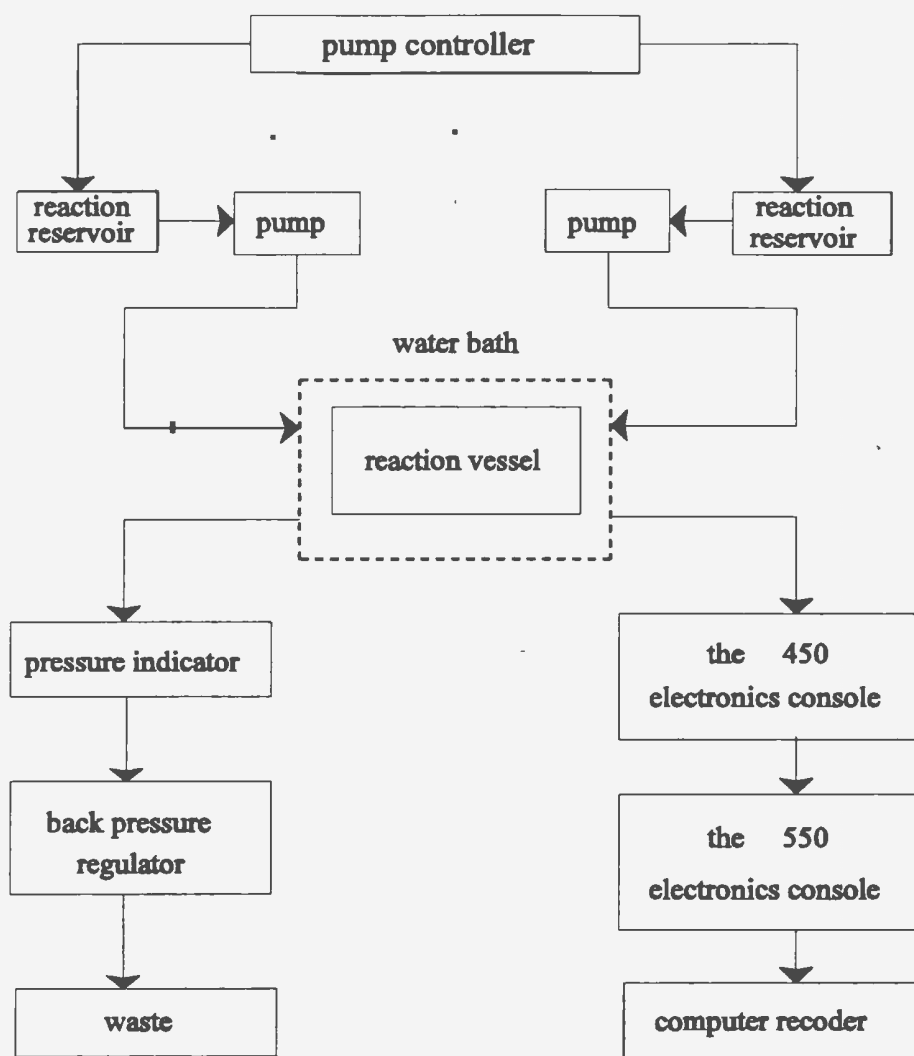 pump controller
reaction
reservoir
pump
pump
reaction
reservoir
water bath
reaction vessel
pressure indicator
the 450
electronics console
back pressure
regulator
the 550
electronics console
waste
computer recoder